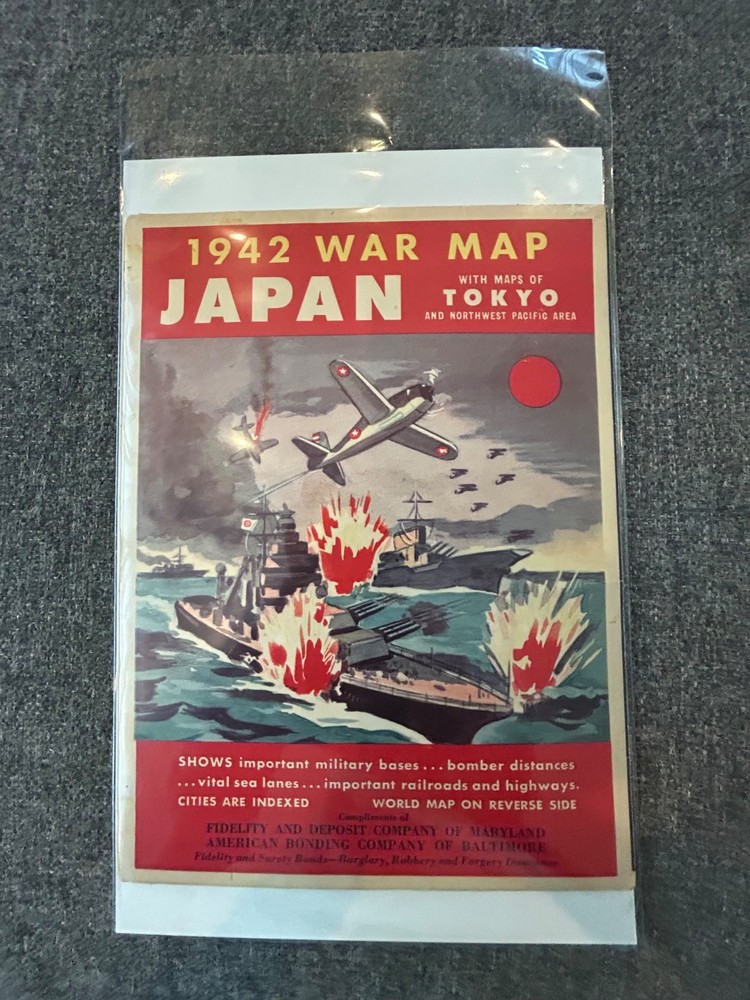 1942 WAR MAP
JAPAN
WITH MAPS OF
TOKYO
AND NORTHWEST PACIFIC AREA
SHOWS important military bases...bomber distances
...vital sea lanes...important railroads and highways.
CITIES ARE INDEXED WORLD MAP ON REVERSE SIDE
Compliments of
FIDELITY AND DEPOSIT COMPANY OF MARYLAND
AMERICAN BONDING COMPANY OF BALTIMORE
Fidelity and Surety Bonds—Burglary, Robbery and Forgery Insurance